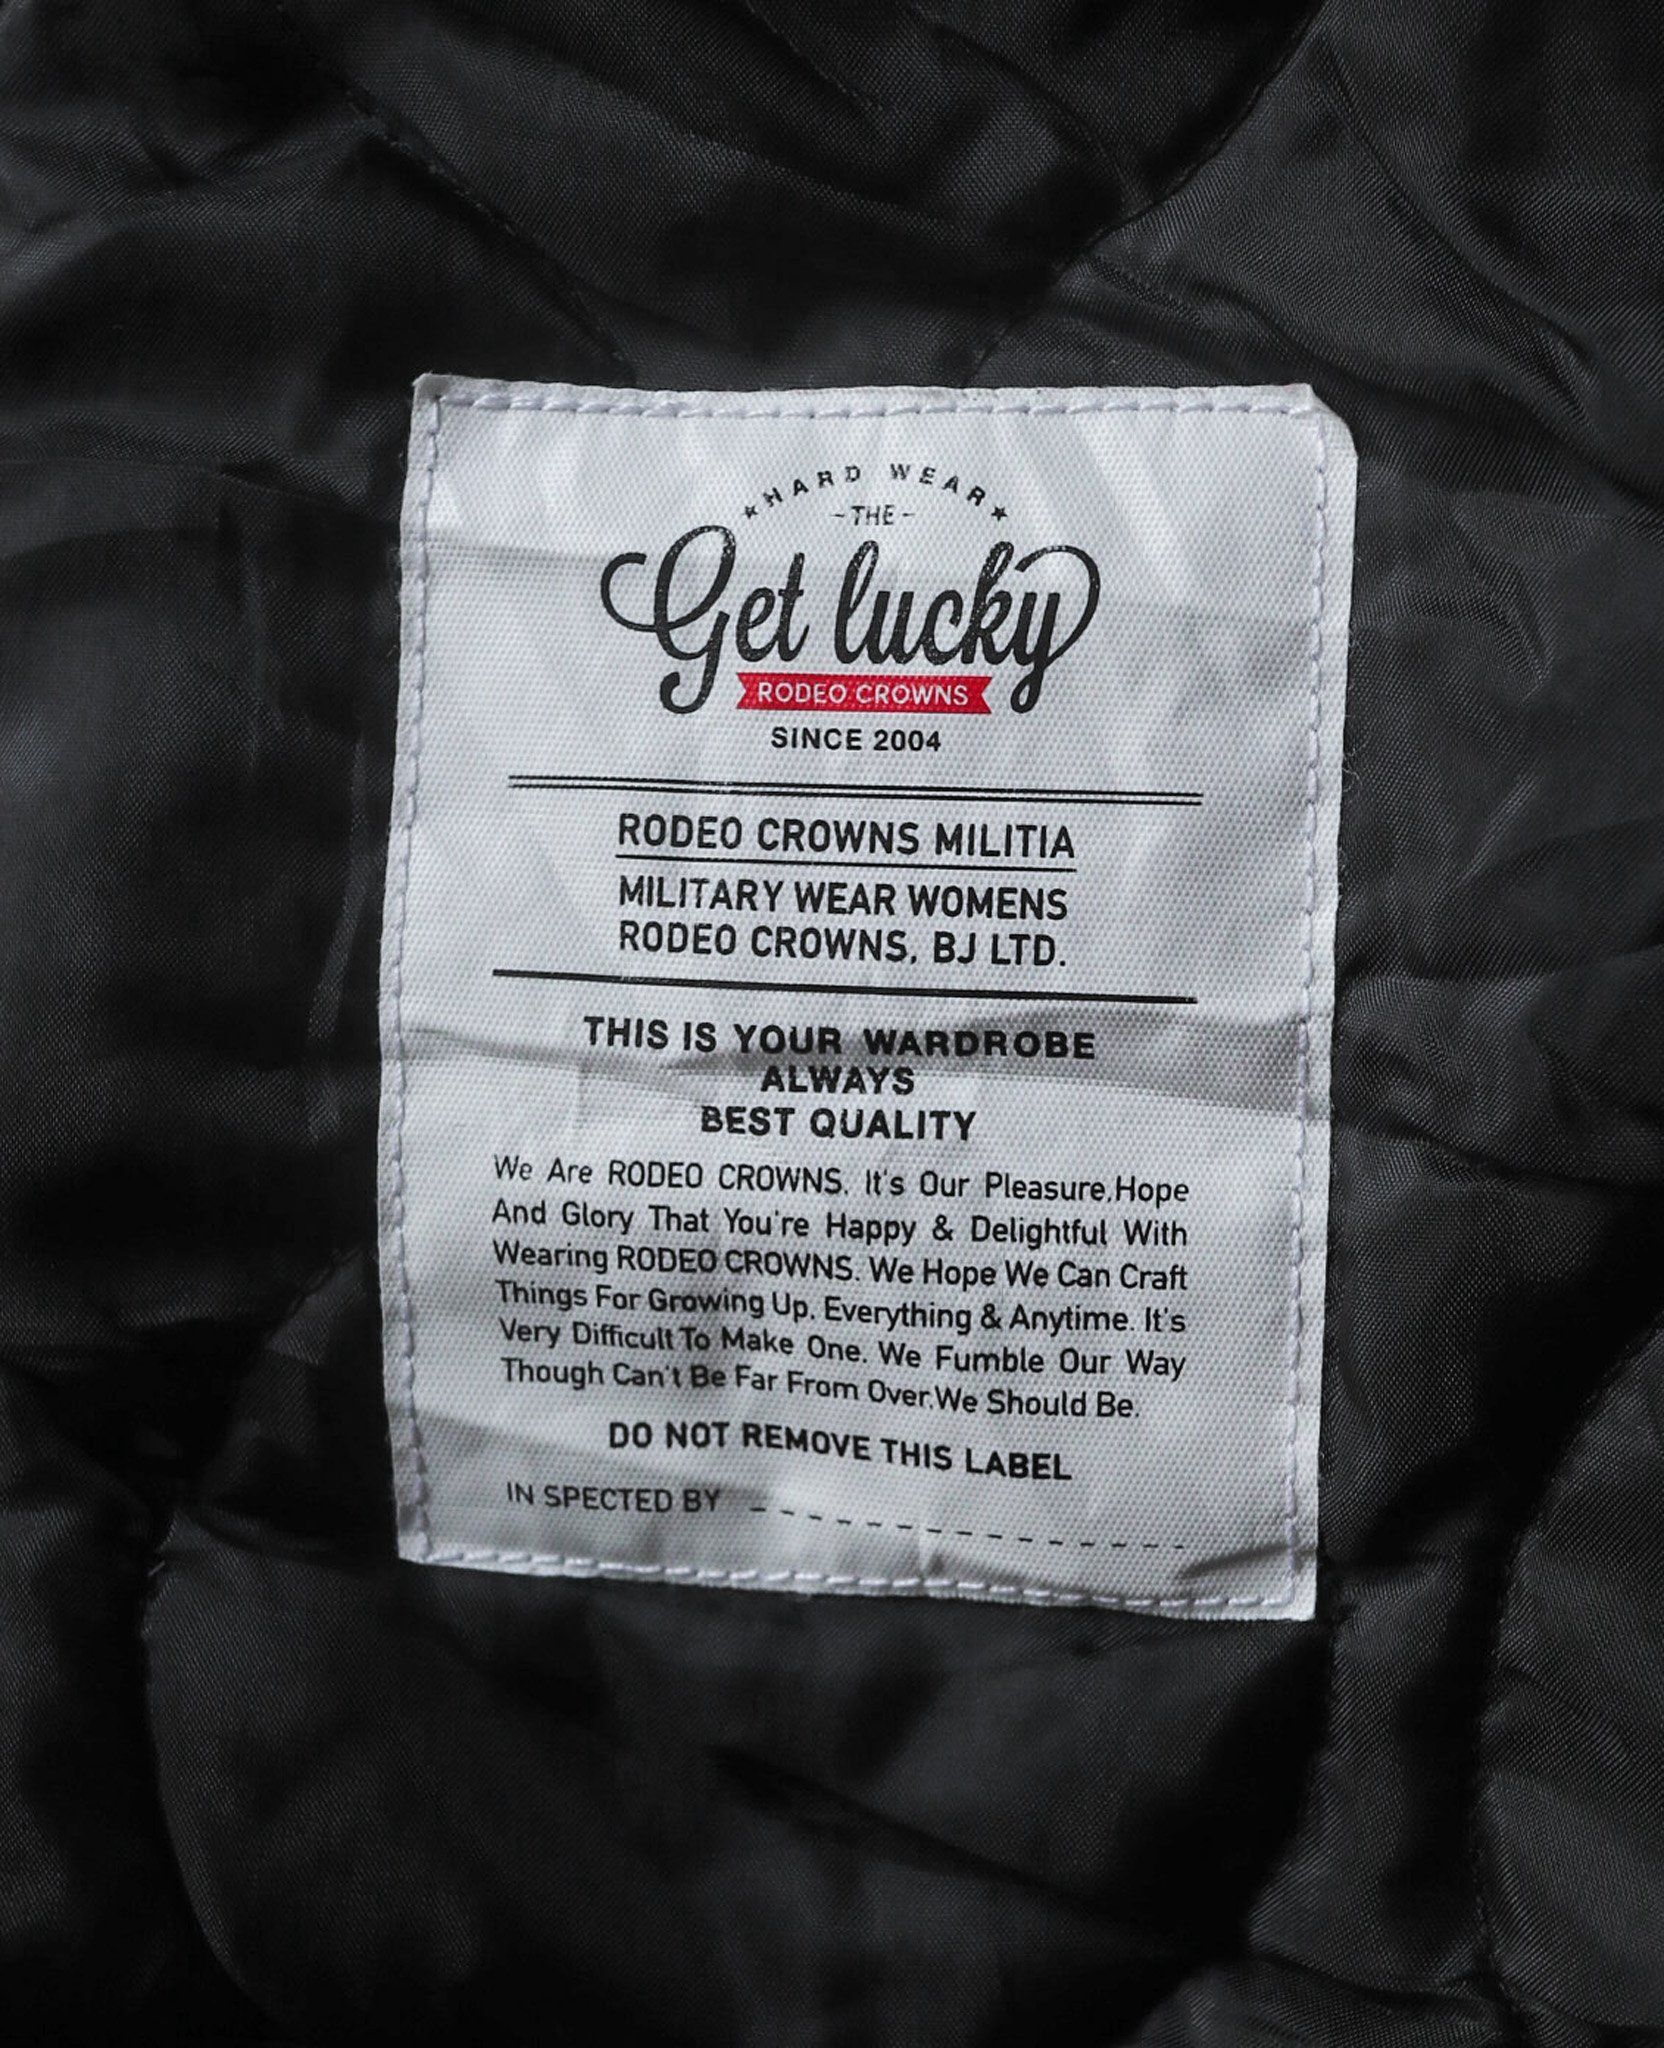 ★HARD WEAR★
-THE-
Get lucky
RODEO CROWNS
SINCE 2004
RODEO CROWNS MILITIA
MILITARY WEAR WOMENS
RODEO CROWNS, BJ LTD.
THIS IS YOUR WARDROBE
ALWAYS
BEST QUALITY
We Are RODEO CROWNS. It's Our Pleasure,Hope
And Glory That You're Happy & Delightful With
Wearing RODEO CROWNS. We Hope We Can Craft
Things For Growing Up, Everything & Anytime. It's
Very Difficult To Make One. We Fumble Our Way
Though Can't Be Far From Over.We Should Be.
DO NOT REMOVE THIS LABEL
IN SPECTED BY - - - - - - - - - - - - - - -